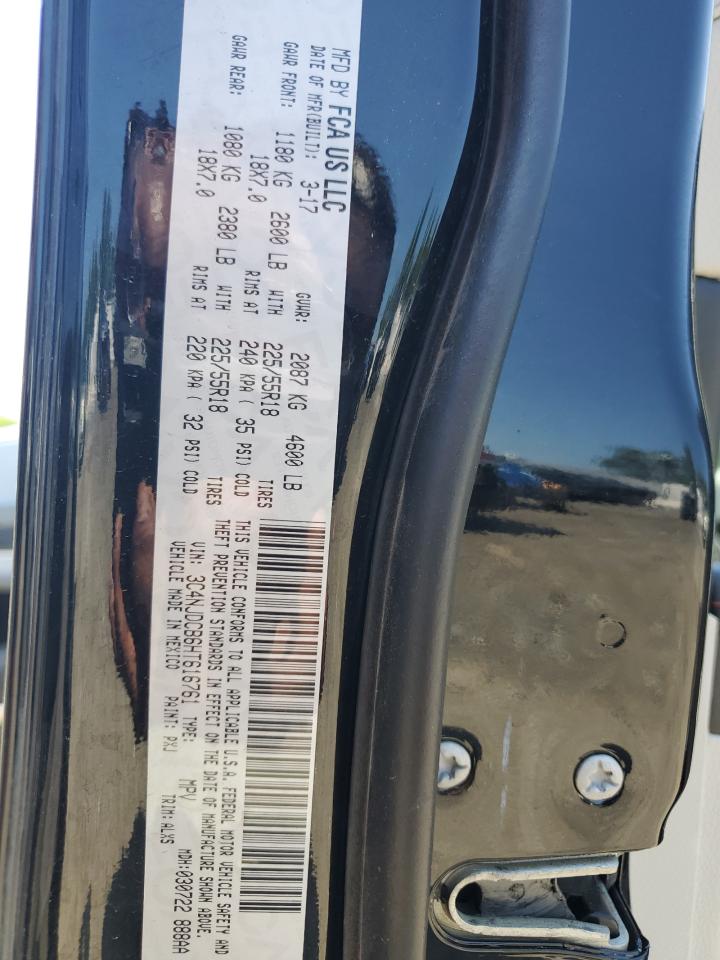 MFD BY FCA US LLC
DATE OF MFR(BUILT): 3-17 GVWR: 2087 KG 4600 LB
GAWR FRONT: 1180 KG 2600 LB WITH 225/55R18 TIRES
18X7.0 RIMS AT 240 KPA ( 35 PSI) COLD
GAWR REAR: 1080 KG 2380 LB WITH 225/55R18 TIRES
18X7.0 RIMS AT 220 KPA ( 32 PSI) COLD
THIS VEHICLE CONFORMS TO ALL APPLICABLE U.S.A. FEDERAL MOTOR VEHICLE SAFETY AND
THEFT PREVENTION STANDARDS IN EFFECT ON THE DATE OF MANUFACTURE SHOWN ABOVE.
VIN: 3C4NJDCB6HT616761 TYPE: MPV MDH:030722 888AA
VEHICLE MADE IN MEXICO PAINT: PXJ TRIM:ALXS